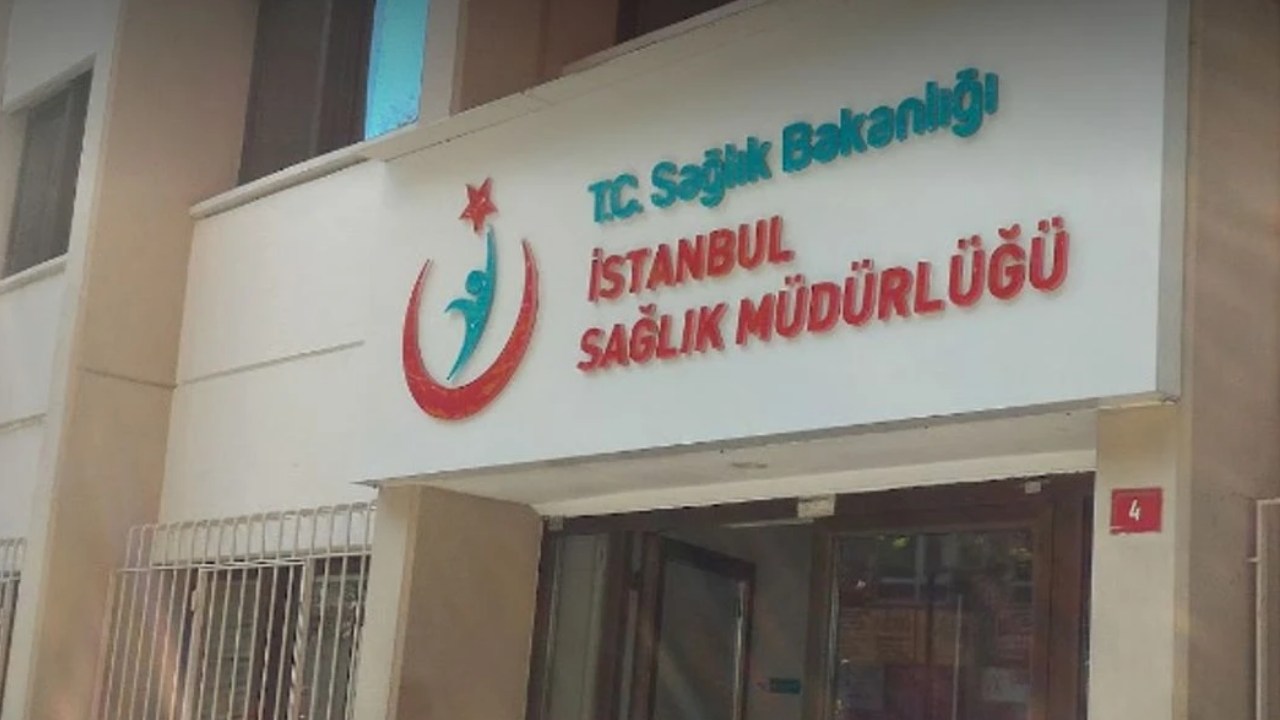 T.C. Sağlık Bakanlığı
İSTANBUL
SAĞLIK MÜDÜRLÜĞÜ
4